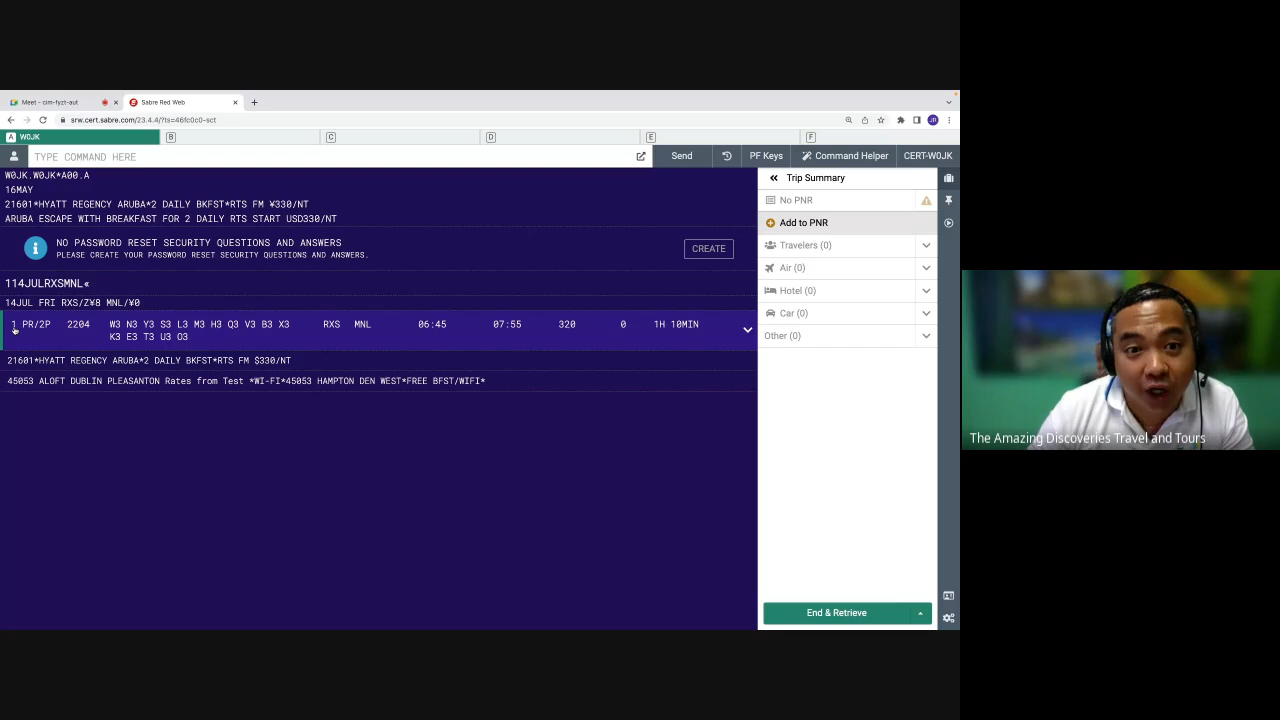 Meet - cim-fyzt-aut
Sabre Red Web
srw.cert.sabre.com/23.4.4/?ts=46fc0c0-sct
A W0JK B C D E F
TYPE COMMAND HERE
Send PF Keys Command Helper CERT-W0JK
W0JK.W0JK*A00.A
16MAY
21601*HYATT REGENCY ARUBA*2 DAILY BKFST*RTS FM ¥330/NT
ARUBA ESCAPE WITH BREAKFAST FOR 2 DAILY RTS START USD330/NT
NO PASSWORD RESET SECURITY QUESTIONS AND ANSWERS
PLEASE CREATE YOUR PASSWORD RESET SECURITY QUESTIONS AND ANSWERS.
CREATE
114JULRXSMNL«
14JUL FRI RXS/Z¥8 MNL/¥0
1 PR/2P 2204 W3 N3 Y3 S3 L3 M3 H3 Q3 V3 B3 X3 RXS MNL 06:45 07:55 320 0 1H 10MIN
K3 E3 T3 U3 O3
21601*HYATT REGENCY ARUBA*2 DAILY BKFST*RTS FM $330/NT
45053 ALOFT DUBLIN PLEASANTON Rates from Test *WI-FI*45053 HAMPTON DEN WEST*FREE BFST/WIFI*
Trip Summary
No PNR
Add to PNR
Travelers (0)
Air (0)
Hotel (0)
Car (0)
Other (0)
End & Retrieve
JR
The Amazing Discoveries Travel and Tours